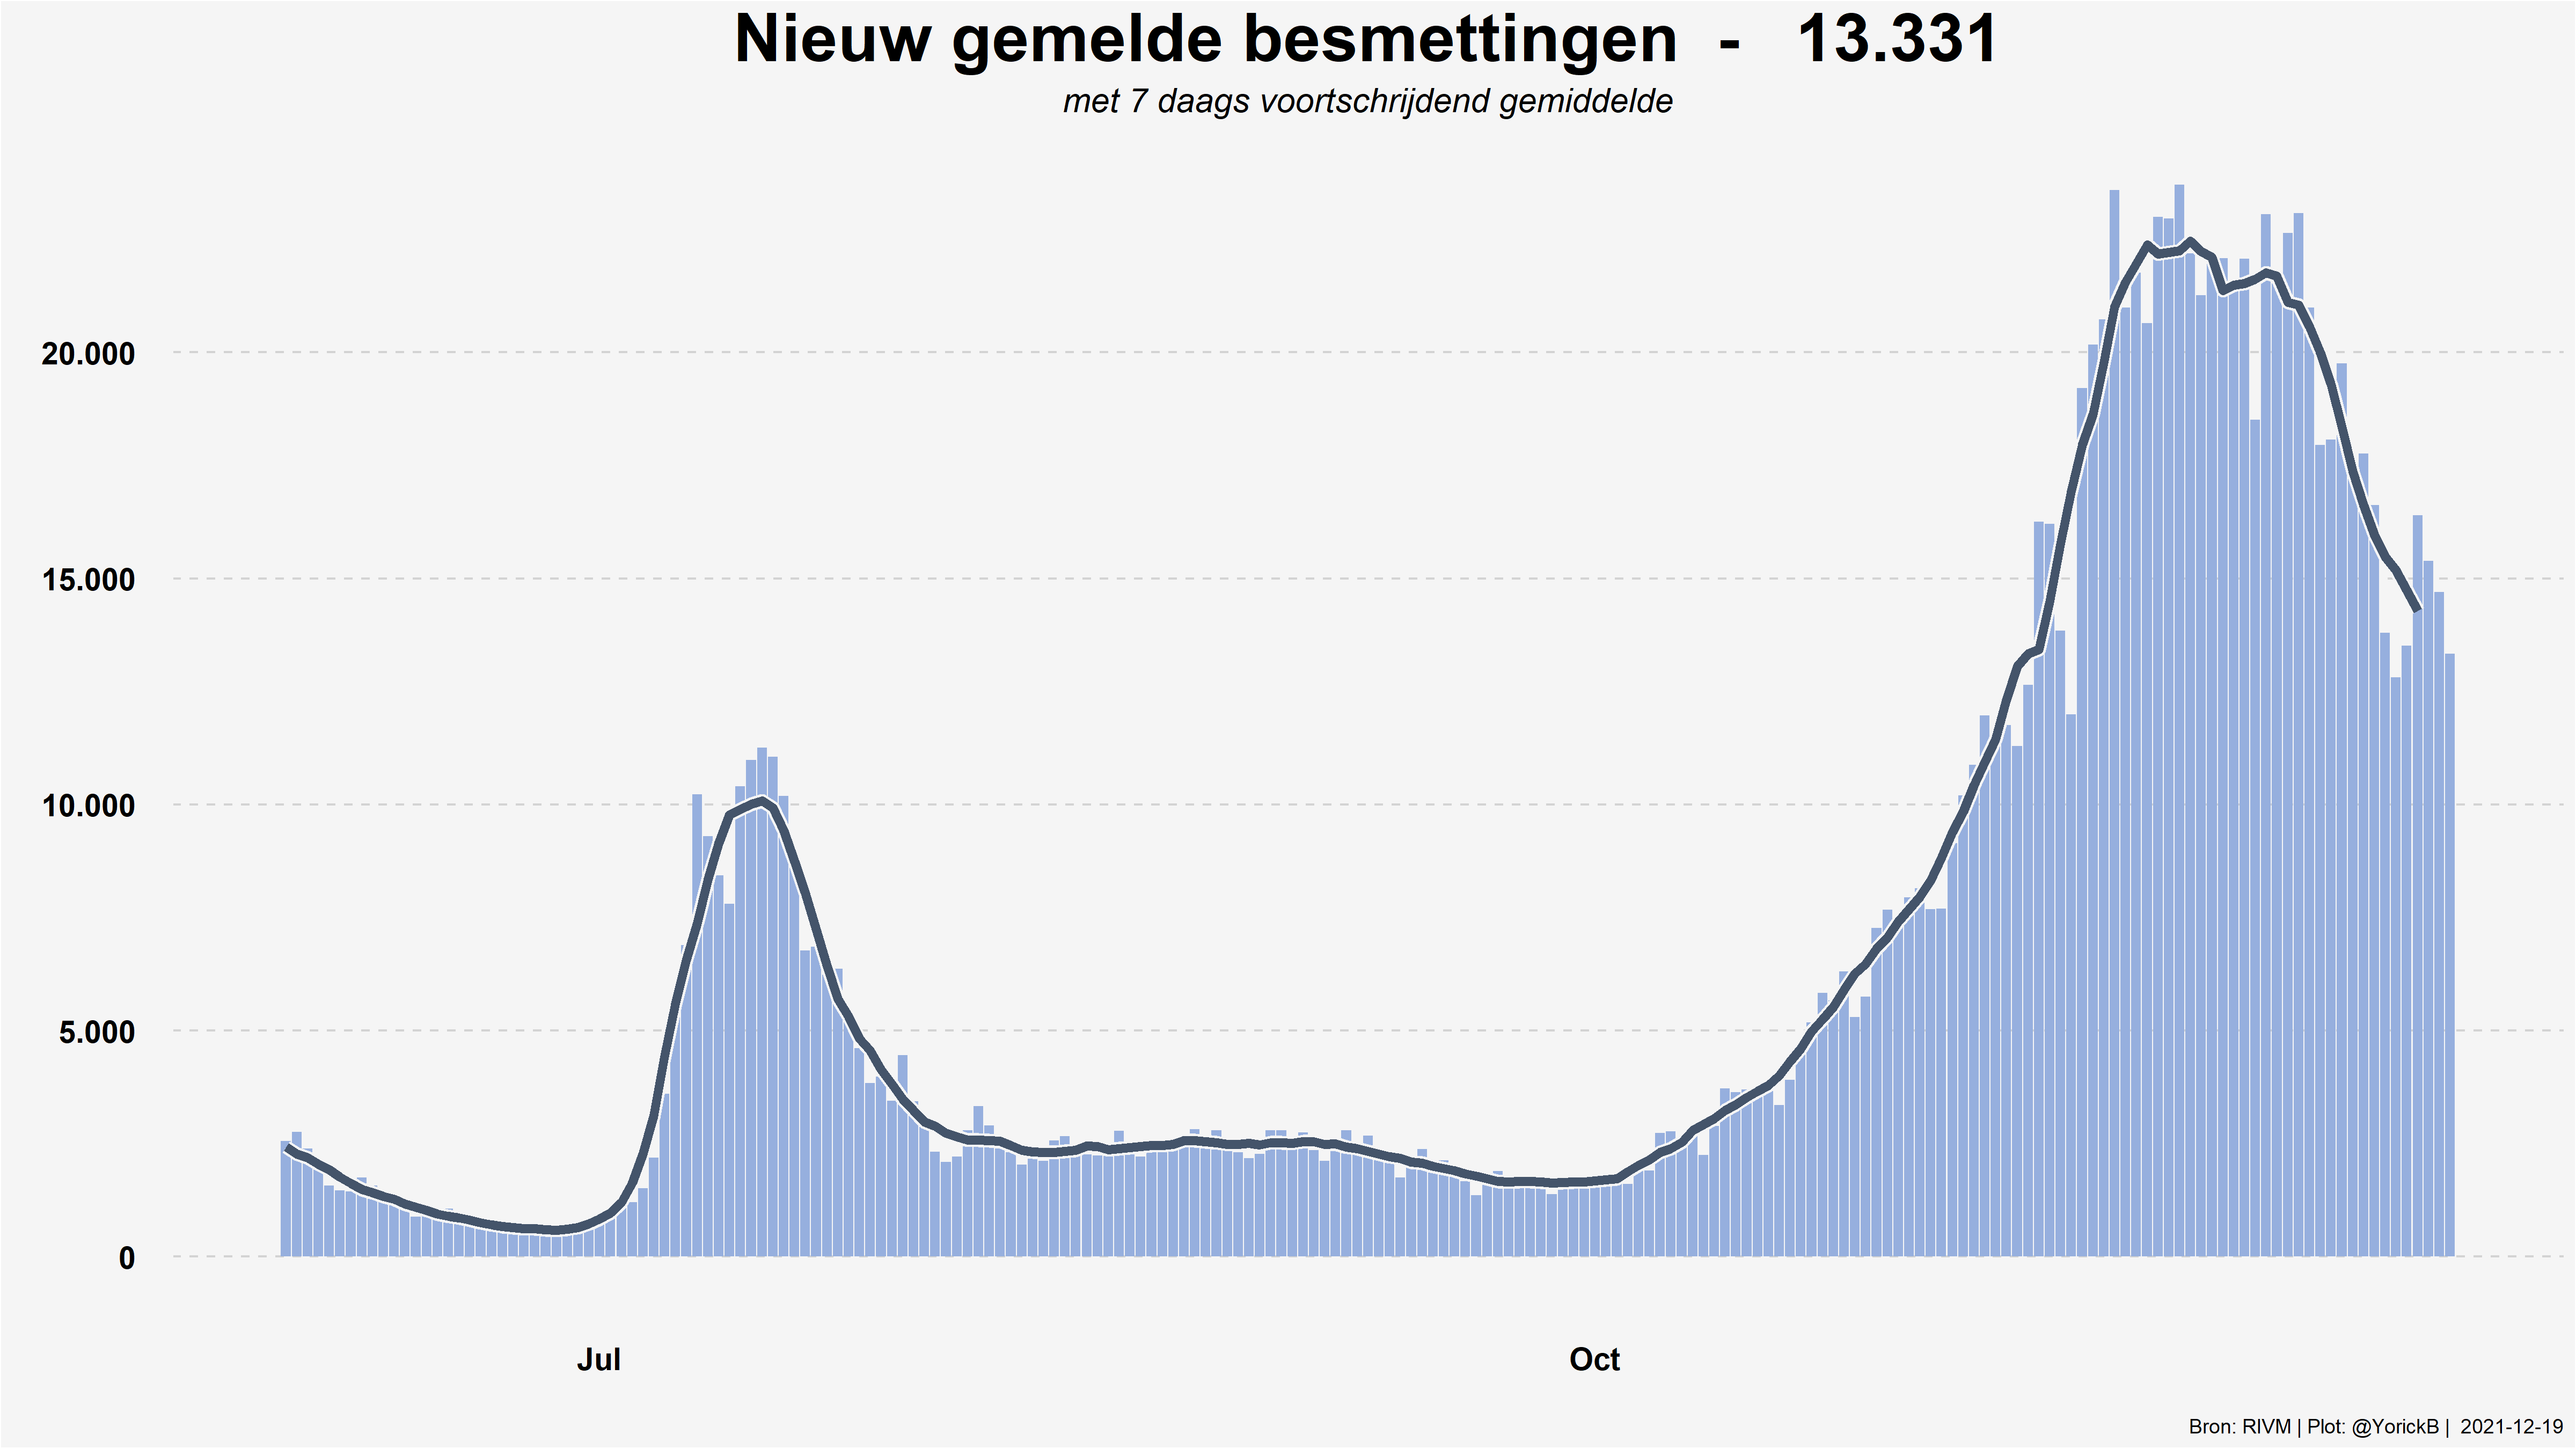 Nieuw gemelde besmettingen - 13.331
met 7 daags voortschrijdend gemiddelde
20.000
15.000
10.000
5.000
0
Jul Oct
Bron: RIVM | Plot: @YorickB | 2021-12-19